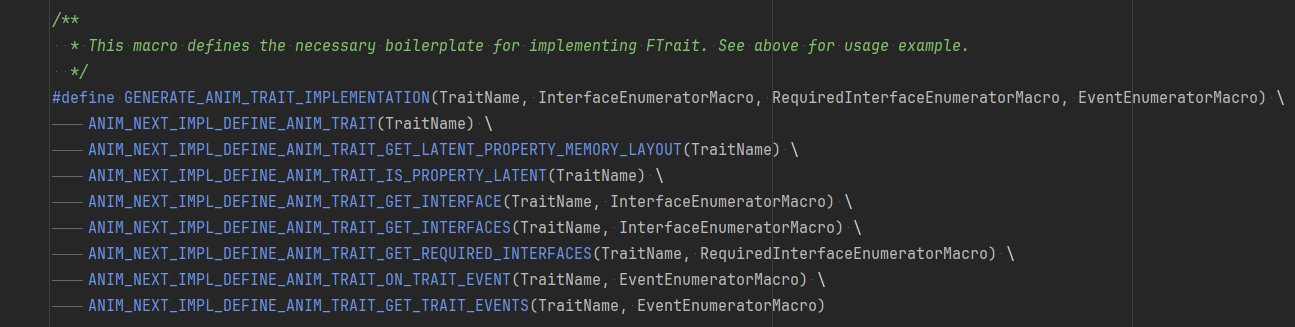 /**
* This macro defines the necessary boilerplate for implementing FTrait. See above for usage example.
*/
#define GENERATE_ANIM_TRAIT_IMPLEMENTATION(TraitName, InterfaceEnumeratorMacro, RequiredInterfaceEnumeratorMacro, EventEnumeratorMacro) \
ANIM_NEXT_IMPL_DEFINE_ANIM_TRAIT(TraitName) \
ANIM_NEXT_IMPL_DEFINE_ANIM_TRAIT_GET_LATENT_PROPERTY_MEMORY_LAYOUT(TraitName) \
ANIM_NEXT_IMPL_DEFINE_ANIM_TRAIT_IS_PROPERTY_LATENT(TraitName) \
ANIM_NEXT_IMPL_DEFINE_ANIM_TRAIT_GET_INTERFACE(TraitName, InterfaceEnumeratorMacro) \
ANIM_NEXT_IMPL_DEFINE_ANIM_TRAIT_GET_INTERFACES(TraitName, InterfaceEnumeratorMacro) \
ANIM_NEXT_IMPL_DEFINE_ANIM_TRAIT_GET_REQUIRED_INTERFACES(TraitName, RequiredInterfaceEnumeratorMacro) \
ANIM_NEXT_IMPL_DEFINE_ANIM_TRAIT_ON_TRAIT_EVENT(TraitName, EventEnumeratorMacro) \
ANIM_NEXT_IMPL_DEFINE_ANIM_TRAIT_GET_TRAIT_EVENTS(TraitName, EventEnumeratorMacro)